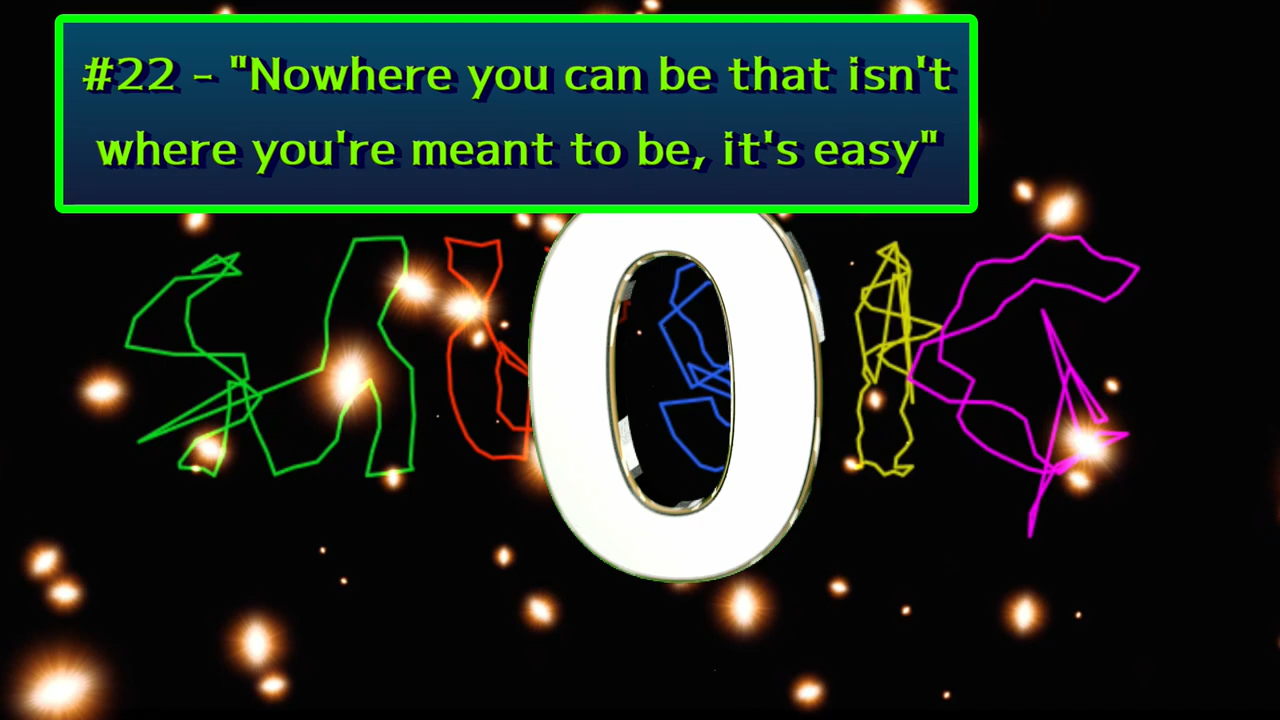 #22 - "Nowhere you can be that isn't
where you're meant to be, it's easy"
0